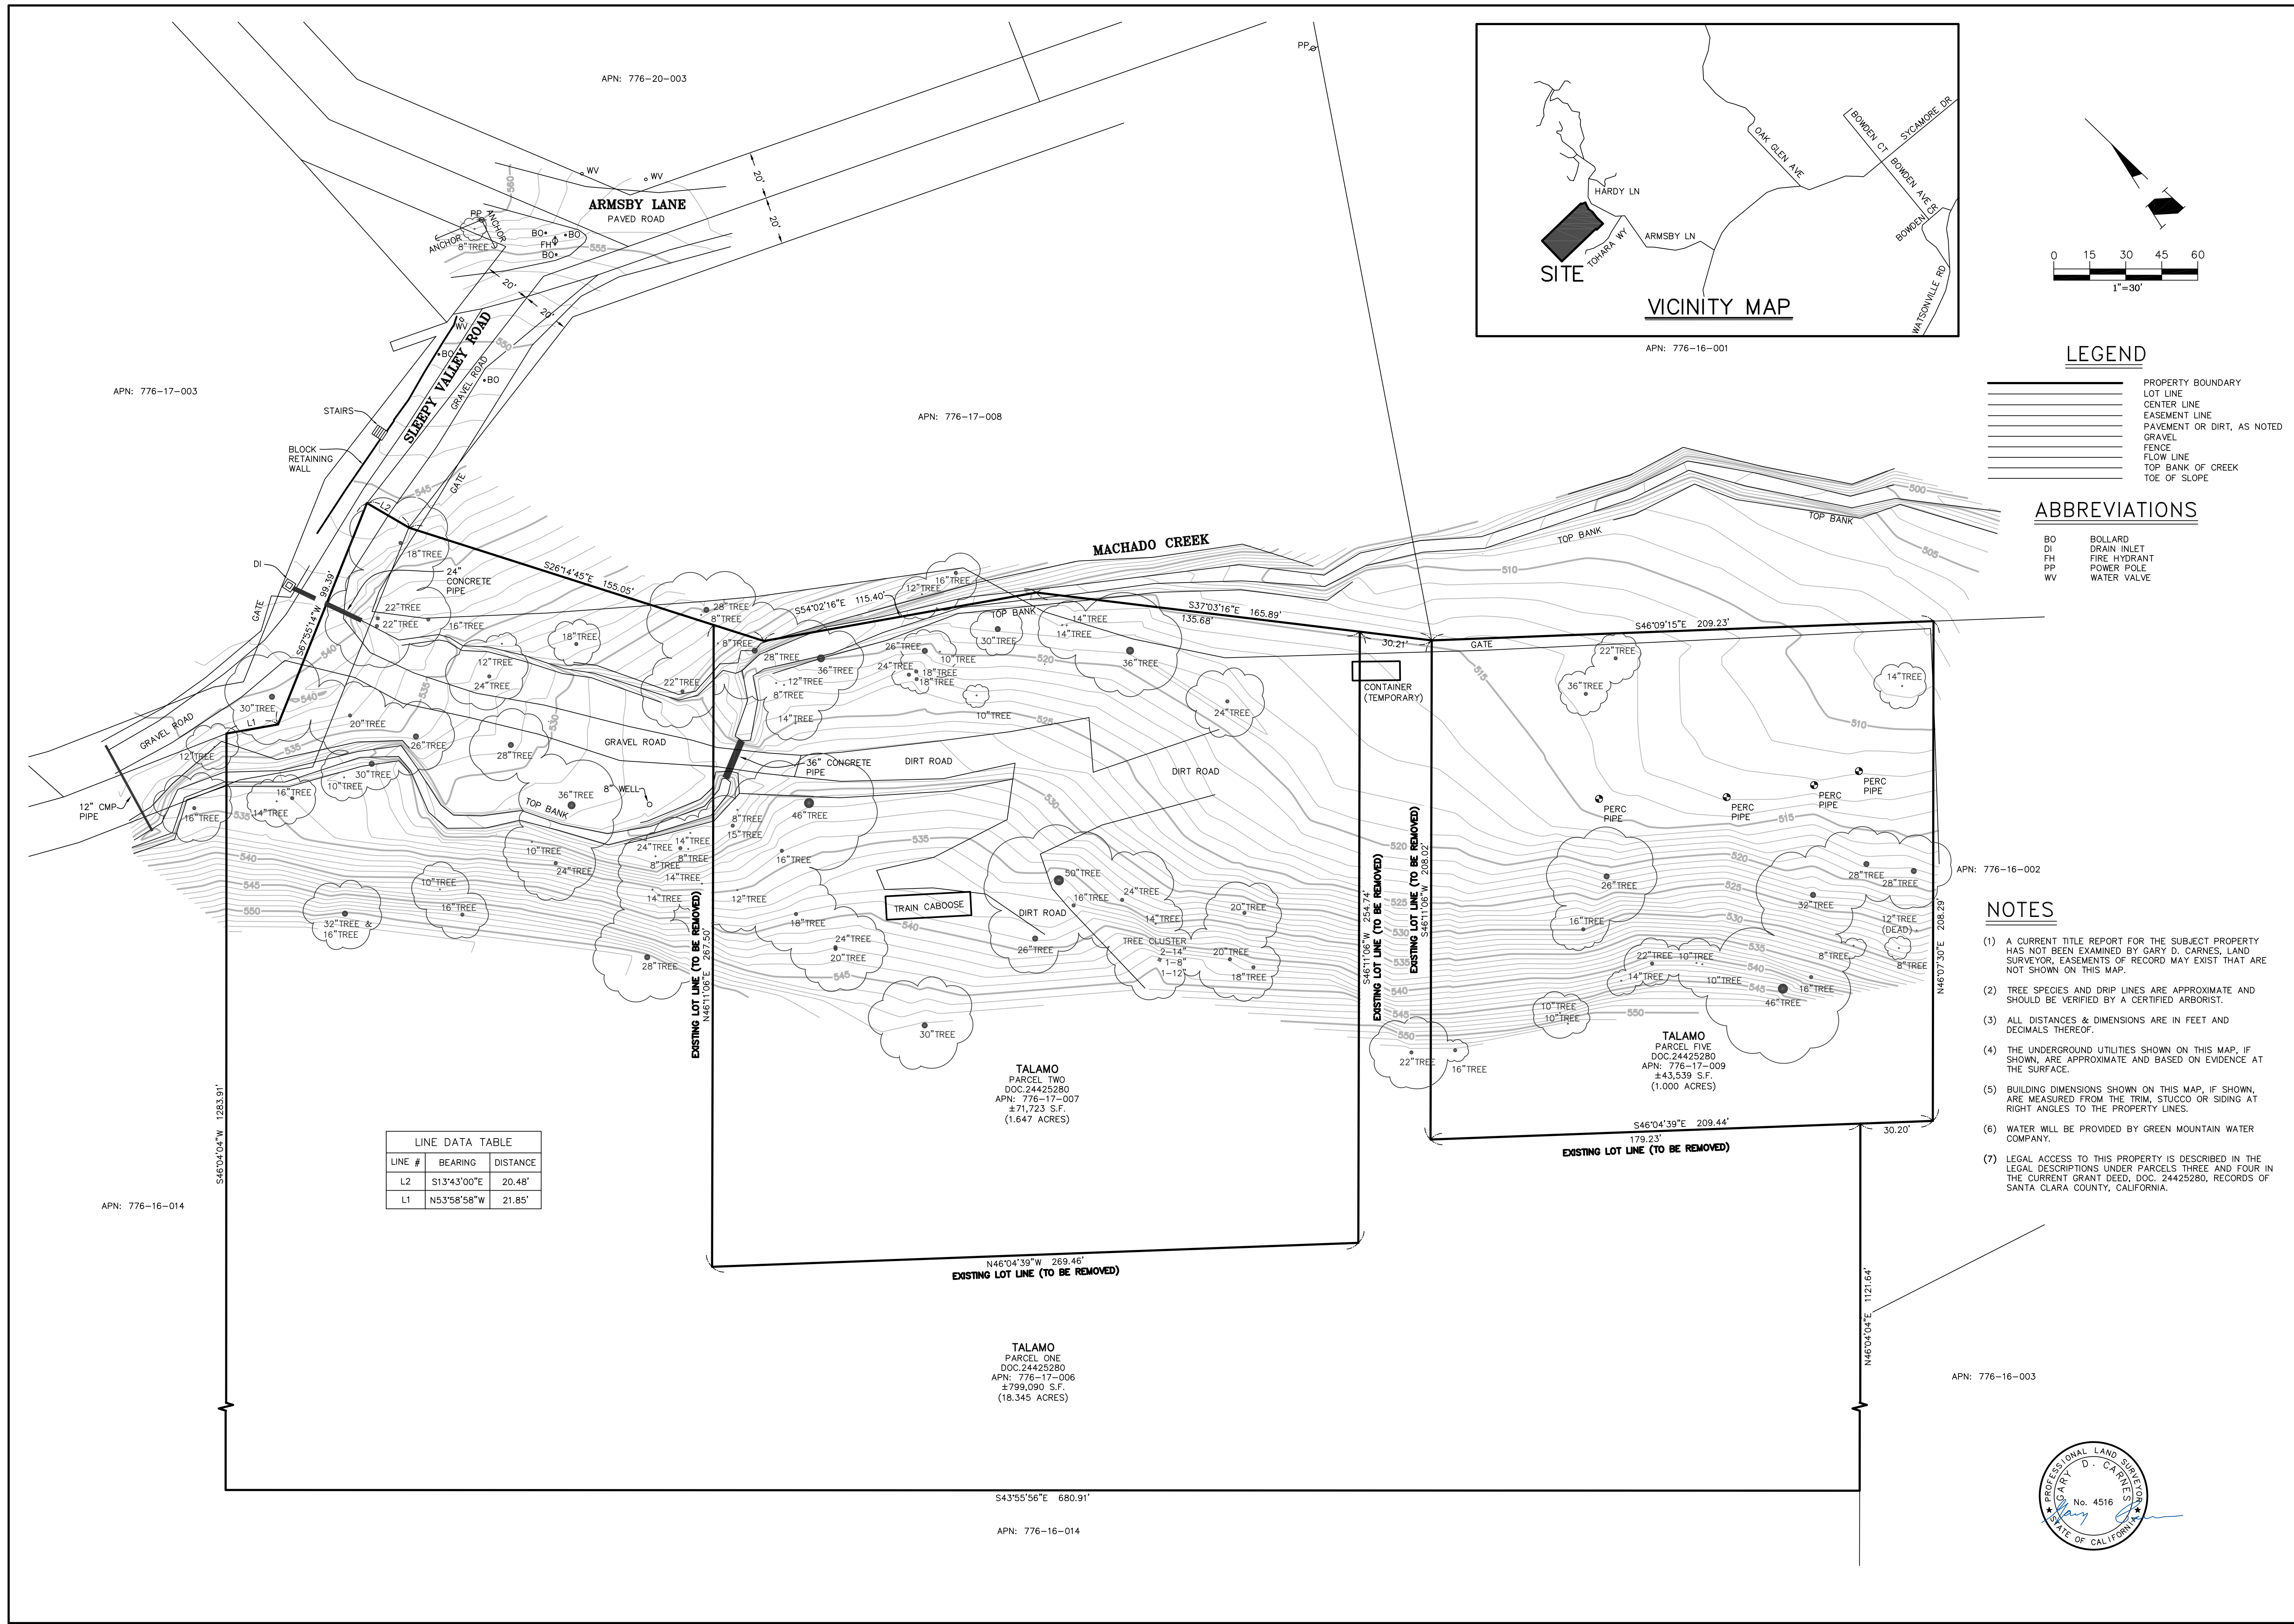 APN: 776-20-003
PP
WV
WV
560
ARMSBY LANE
PAVED ROAD
20'
20'
PP
ANCHOR
ANCHOR
8"TREE
BO
BO
FH
BO
555
20'
20'
WV
BO
550
SLEEPY VALLEY ROAD
GRAVEL ROAD
BO
APN: 776-17-003
STAIRS
BLOCK
RETAINING
WALL
545
GATE
APN: 776-17-008
HARDY LN
SITE
TOHARA WY
ARMSBY LN
OAK GLEN AVE
BOWDEN CT
SYCAMORE DR
BOWDEN AVE
BOWDEN CR
WATSONVILLE RD
VICINITY MAP
APN: 776-16-001
0 15 30 45 60
1"=30'
LEGEND
PROPERTY BOUNDARY
LOT LINE
CENTER LINE
EASEMENT LINE
PAVEMENT OR DIRT, AS NOTED
GRAVEL
FENCE
FLOW LINE
TOP BANK OF CREEK
TOE OF SLOPE
ABBREVIATIONS
BO BOLLARD
DI DRAIN INLET
FH FIRE HYDRANT
PP POWER POLE
WV WATER VALVE
L2
18"TREE
DI
24"
CONCRETE
PIPE
GATE
S67°55'14"W 99.39'
22"TREE
22"TREE
16"TREE
S26°14'45"E 155.05'
18"TREE
12"TREE
24"TREE
540
540
535
530
30"TREE
L1
GRAVEL ROAD
20"TREE
26"TREE
28"TREE
535
12"TREE
30"TREE
10"TREE
16"TREE
14"TREE
16"TREE
12" CMP
PIPE
535
540
545
550
36"TREE
8" WELL
TOP BANK
GRAVEL ROAD
10"TREE
24"TREE
10"TREE
16"TREE
32"TREE &
16"TREE
28"TREE
28"TREE
8"TREE
8"TREE
28"TREE
22"TREE
36"TREE
12"TREE
8"TREE
14"TREE
S54°02'16"E 115.40'
MACHADO CREEK
12"TREE
16"TREE
TOP BANK
30"TREE
14"TREE
14"TREE
26"TREE
10"TREE
24"TREE
18"TREE
18"TREE
10"TREE
520
525
36"TREE
24"TREE
S37°03'16"E 165.89'
135.68'
30.21'
CONTAINER
(TEMPORARY)
36" CONCRETE
PIPE
DIRT ROAD
DIRT ROAD
46"TREE
8"TREE
15"TREE
14"TREE
24"TREE
8"TREE
8"TREE
14"TREE
14"TREE
12"TREE
16"TREE
530
535
TRAIN CABOOSE
540
DIRT ROAD
50"TREE
16"TREE
24"TREE
14"TREE
20"TREE
26"TREE
TREE CLUSTER
2-14"
1-8"
1-12"
20"TREE
18"TREE
18"TREE
24"TREE
20"TREE
545
30"TREE
EXISTING LOT LINE (TO BE REMOVED)
N46°11'06"E 267.50'
S46°11'06"W 254.74'
EXISTING LOT LINE (TO BE REMOVED)
EXISTING LOT LINE (TO BE REMOVED)
S46°11'06"W 208.02'
520
525
530
535
540
545
550
TOP BANK
TOP BANK
500
505
510
GATE
S46°09'15"E 209.23'
515
22"TREE
36"TREE
14"TREE
510
PERC
PIPE
PERC
PIPE
PERC
PIPE
PERC
PIPE
515
520
525
530
535
540
545
550
26"TREE
16"TREE
28"TREE
28"TREE
32"TREE
12"TREE
(DEAD)
8"TREE
8"TREE
22"TREE
10"TREE
14"TREE
10"TREE
16"TREE
46"TREE
10"TREE
10"TREE
22"TREE
16"TREE
APN: 776-16-002
N46°07'30"E 208.29'
TALAMO
PARCEL FIVE
DOC.24425280
APN: 776-17-009
±43,539 S.F.
(1.000 ACRES)
S46°04'39"E 209.44'
179.23'
30.20'
EXISTING LOT LINE (TO BE REMOVED)
TALAMO
PARCEL TWO
DOC.24425280
APN: 776-17-007
±71,723 S.F.
(1.647 ACRES)
N46°04'39"W 269.46'
EXISTING LOT LINE (TO BE REMOVED)
S46°04'04"W 1283.91'
LINE DATA TABLE
LINE # BEARING DISTANCE
L2 S13°43'00"E 20.48'
L1 N53°58'58"W 21.85'
APN: 776-16-014
TALAMO
PARCEL ONE
DOC.24425280
APN: 776-17-006
±799,090 S.F.
(18.345 ACRES)
N46°04'04"E 1121.64'
APN: 776-16-003
S43°55'56"E 680.91'
APN: 776-16-014
NOTES
(1) A CURRENT TITLE REPORT FOR THE SUBJECT PROPERTY
HAS NOT BEEN EXAMINED BY GARY D. CARNES, LAND
SURVEYOR, EASEMENTS OF RECORD MAY EXIST THAT ARE
NOT SHOWN ON THIS MAP.
(2) TREE SPECIES AND DRIP LINES ARE APPROXIMATE AND
SHOULD BE VERIFIED BY A CERTIFIED ARBORIST.
(3) ALL DISTANCES & DIMENSIONS ARE IN FEET AND
DECIMALS THEREOF.
(4) THE UNDERGROUND UTILITIES SHOWN ON THIS MAP, IF
SHOWN, ARE APPROXIMATE AND BASED ON EVIDENCE AT
THE SURFACE.
(5) BUILDING DIMENSIONS SHOWN ON THIS MAP, IF SHOWN,
ARE MEASURED FROM THE TRIM, STUCCO OR SIDING AT
RIGHT ANGLES TO THE PROPERTY LINES.
(6) WATER WILL BE PROVIDED BY GREEN MOUNTAIN WATER
COMPANY.
(7) LEGAL ACCESS TO THIS PROPERTY IS DESCRIBED IN THE
LEGAL DESCRIPTIONS UNDER PARCELS THREE AND FOUR IN
THE CURRENT GRANT DEED, DOC. 24425280, RECORDS OF
SANTA CLARA COUNTY, CALIFORNIA.
PROFESSIONAL LAND SURVEYOR
GARY D. CARNES
No. 4516
STATE OF CALIFORNIA